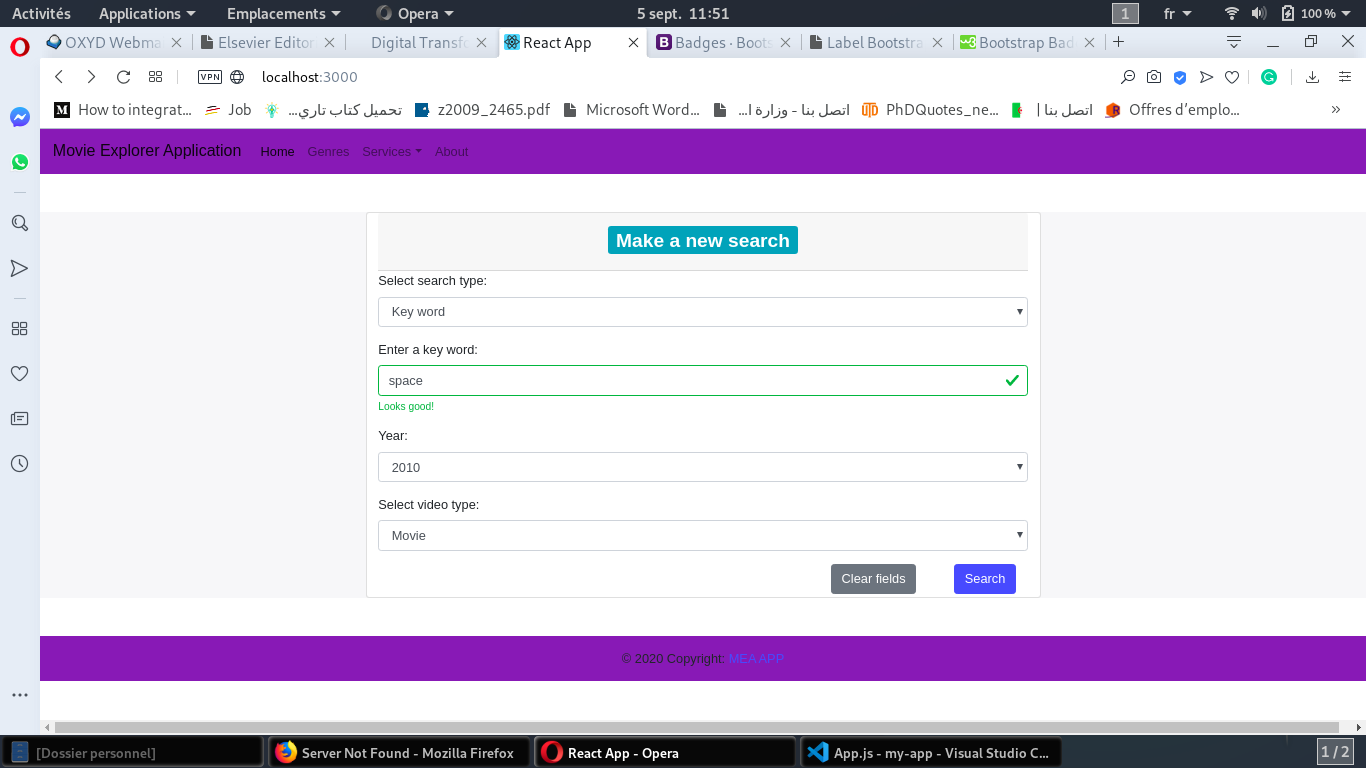 Activités Applications Emplacements Opera 5 sept. 11:51 1 fr 100 %
OXYD Webma Elsevier Editor Digital Transfo React App Badges · Boots Label Bootstra Bootstrap Bad
VPN localhost:3000
How to integrat... Job تحميل كتاب تاري... z2009_2465.pdf Microsoft Word... اتصل بنا - وزارة ا... PhDQuotes_ne... اتصل بنا | Offres d'emplo... »
Movie Explorer Application Home Genres Services About
Make a new search
Select search type:
Key word
Enter a key word:
space
Looks good!
Year:
2010
Select video type:
Movie
Clear fields Search
© 2020 Copyright: MEA APP
[Dossier personnel] Server Not Found - Mozilla Firefox React App - Opera App.js - my-app - Visual Studio C... 1 / 2